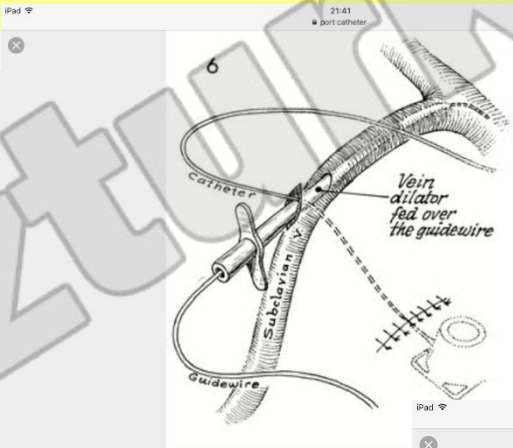 iPad
21:41
port catheter
6
Catheter
Vein
dilator
fed over
the guidewire
Subclavian V
Guidewire
iPad